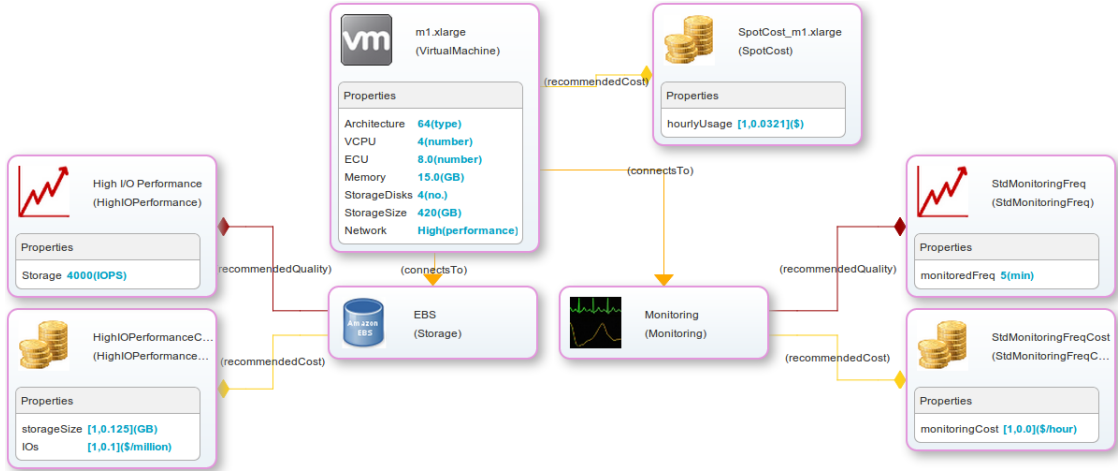 vm
m1.xlarge
(VirtualMachine)
Properties
Architecture 64(type)
VCPU 4(number)
ECU 8.0(number)
Memory 15.0(GB)
StorageDisks 4(no.)
StorageSize 420(GB)
Network High(performance)
(recommendedCost)
SpotCost_m1.xlarge
(SpotCost)
Properties
hourlyUsage [1,0.0321]($)
(connectsTo)
(connectsTo)
High I/O Performance
(HighIOPerformance)
Properties
Storage 4000(IOPS)
(recommendedQuality)
EBS
(Storage)
Amazon
EBS
Monitoring
(Monitoring)
(recommendedQuality)
StdMonitoringFreq
(StdMonitoringFreq)
Properties
monitoredFreq 5(min)
HighIOPerformanceC...
(HighIOPerformance...
Properties
storageSize [1,0.125](GB)
IOs [1,0.1]($/million)
(recommendedCost)
(recommendedCost)
StdMonitoringFreqCost
(StdMonitoringFreqC...
Properties
monitoringCost [1,0.0]($/hour)